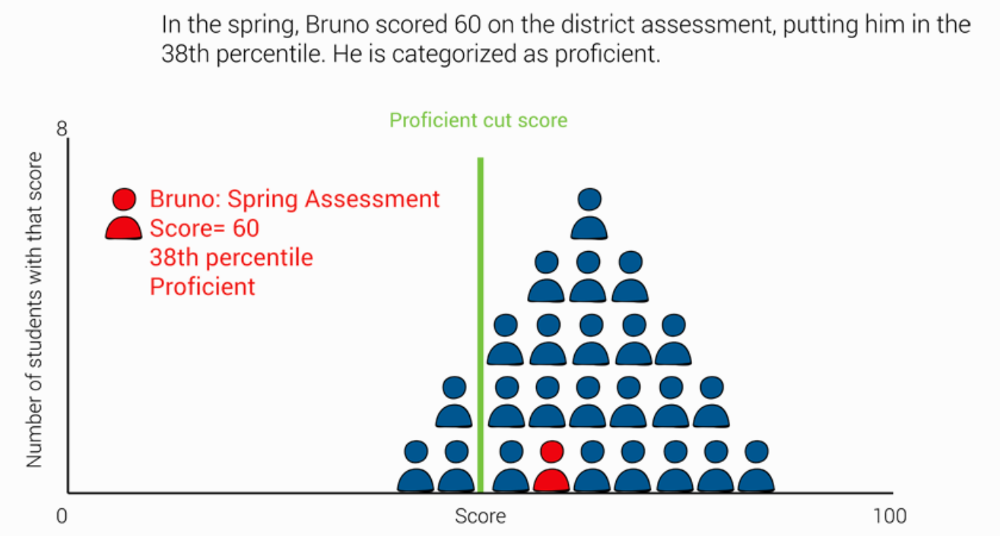 In the spring, Bruno scored 60 on the district assessment, putting him in the
38th percentile. He is categorized as proficient.
Proficient cut score
8
Number of students with that score
Bruno: Spring Assessment
Score= 60
38th percentile
Proficient
0
Score
100